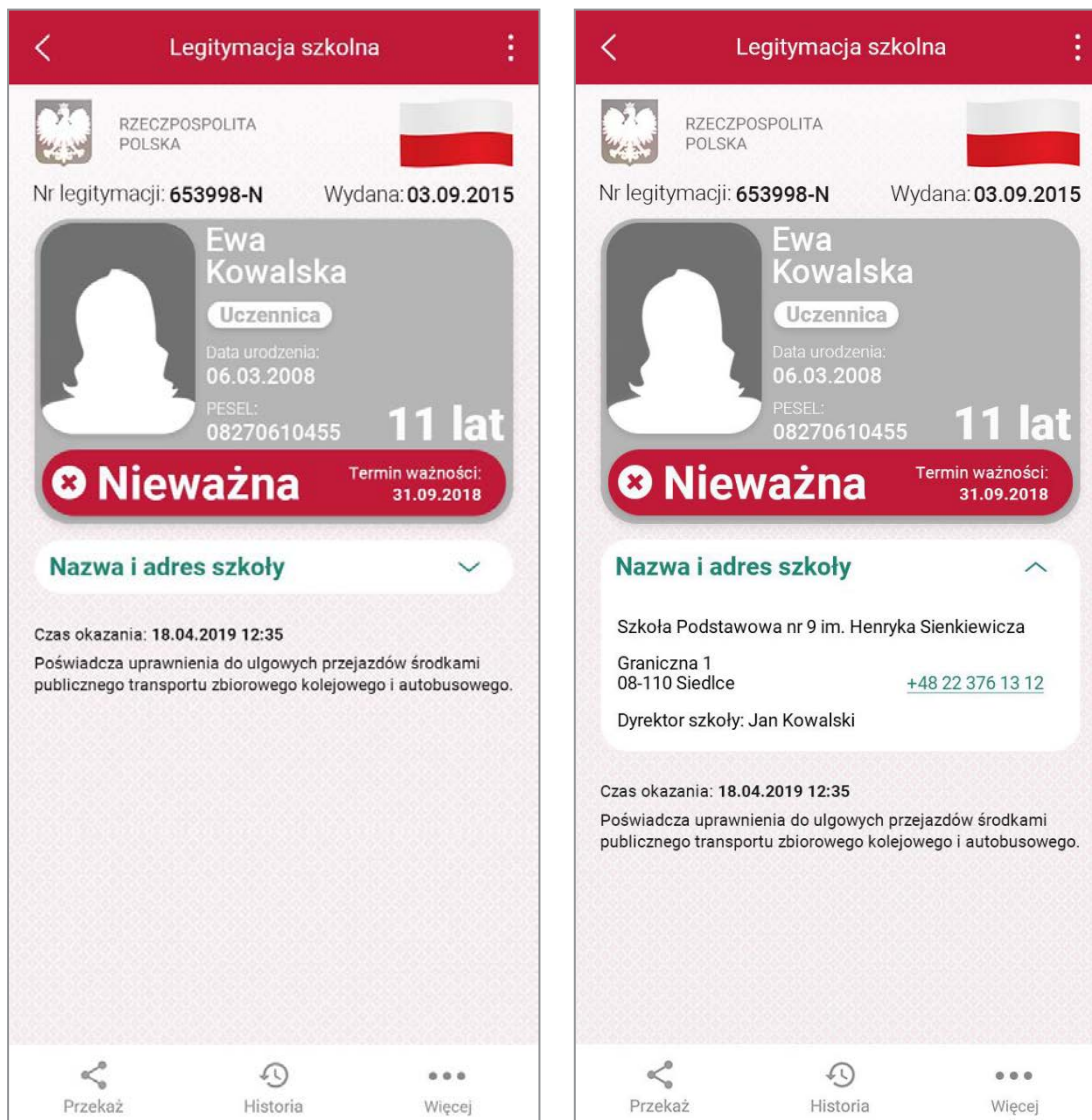 Legitymacja szkolna
RZECZPOSPOLITA
POLSKA
Nr legitymacji: 653998-N Wydana: 03.09.2015
Ewa
Kowalska
Uczennica
Data urodzenia:
06.03.2008
PESEL:
08270610455
11 lat
Nieważna
Termin ważności:
31.09.2018
Nazwa i adres szkoły
Czas okazania: 18.04.2019 12:35
Poświadcza uprawnienia do ulgowych przejazdów środkami
publicznego transportu zbiorowego kolejowego i autobusowego.
Przekaż Historia Więcej
Legitymacja szkolna
RZECZPOSPOLITA
POLSKA
Nr legitymacji: 653998-N Wydana: 03.09.2015
Ewa
Kowalska
Uczennica
Data urodzenia:
06.03.2008
PESEL:
08270610455
11 lat
Nieważna
Termin ważności:
31.09.2018
Nazwa i adres szkoły
Szkoła Podstawowa nr 9 im. Henryka Sienkiewicza
Graniczna 1
08-110 Siedlce +48 22 376 13 12
Dyrektor szkoły: Jan Kowalski
Czas okazania: 18.04.2019 12:35
Poświadcza uprawnienia do ulgowych przejazdów środkami
publicznego transportu zbiorowego kolejowego i autobusowego.
Przekaż Historia Więcej